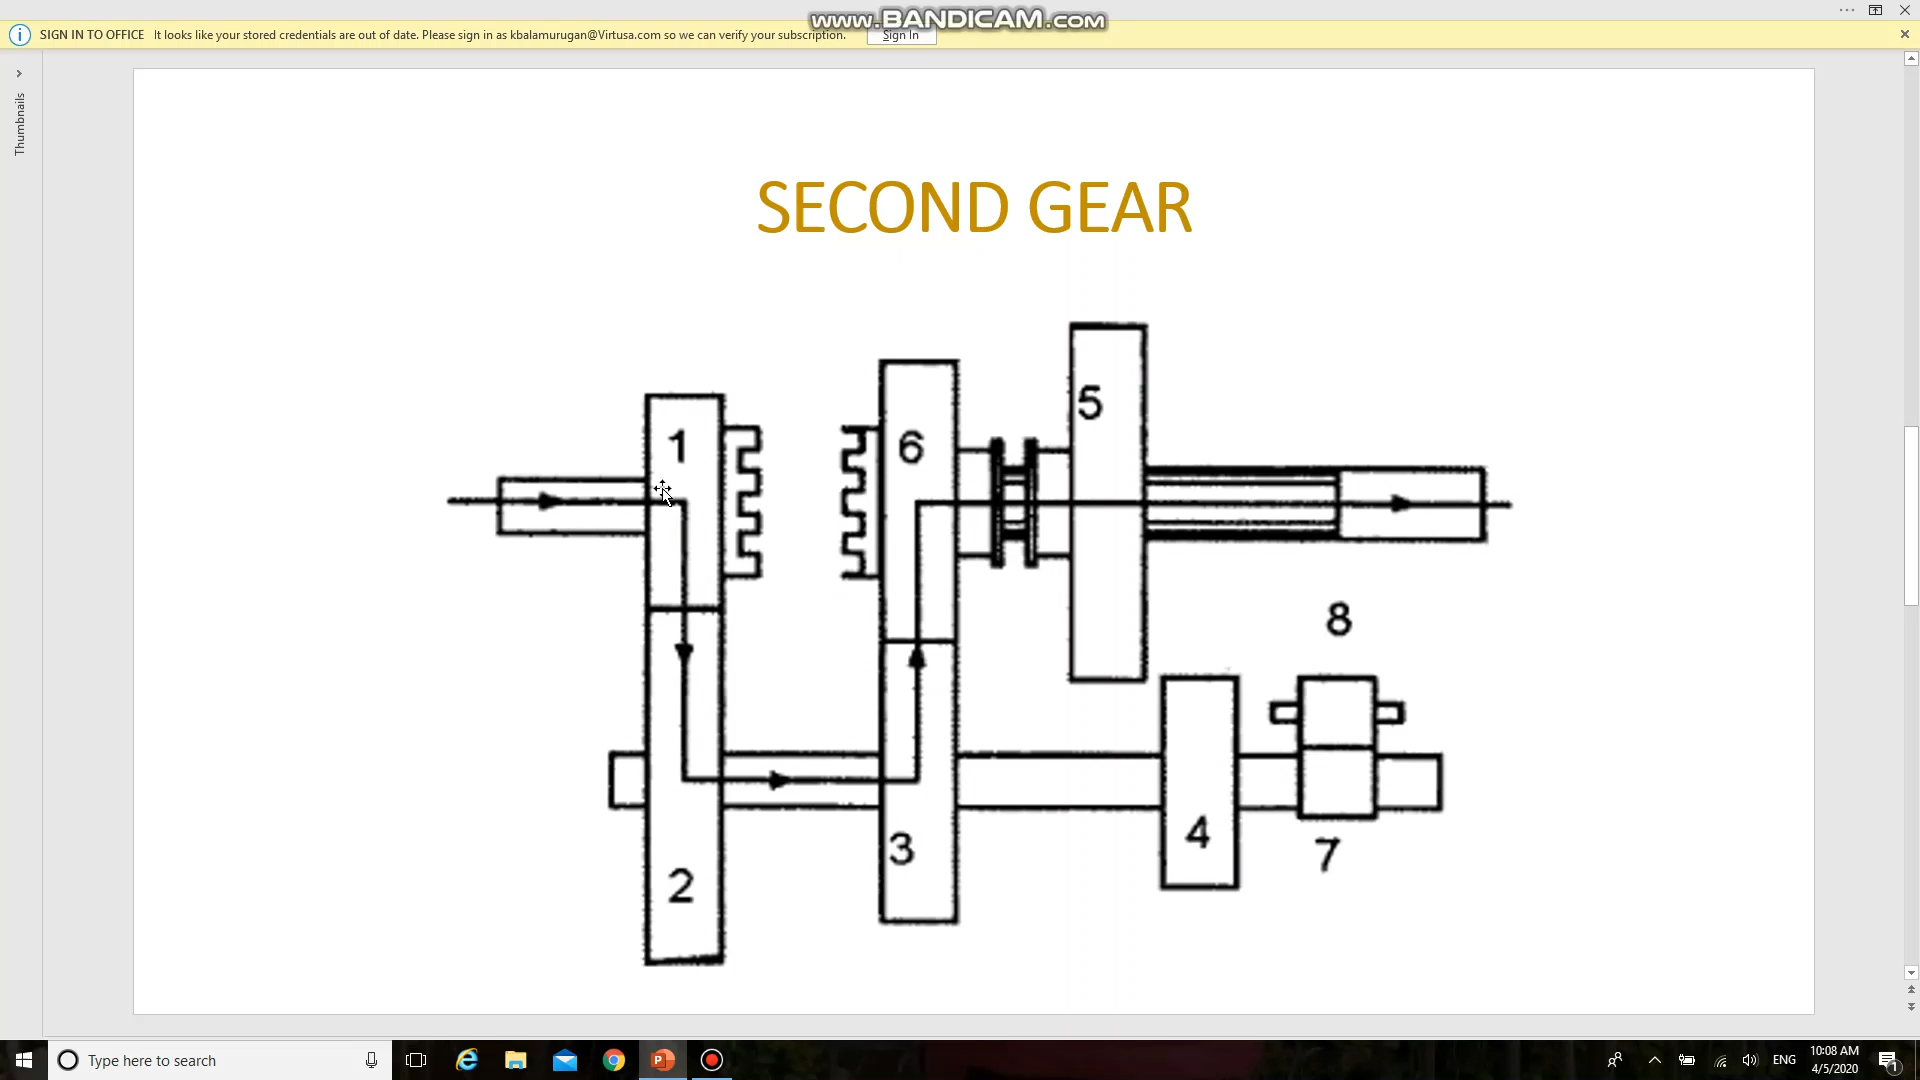 www.BANDICAM.com
SIGN IN TO OFFICE It looks like your stored credentials are out of date. Please sign in as kbalamurugan@Virtusa.com so we can verify your subscription. Sign In
Thumbnails
SECOND GEAR
5
1
6
8
4
3
7
2
Type here to search
ENG
10:08 AM
4/5/2020
1